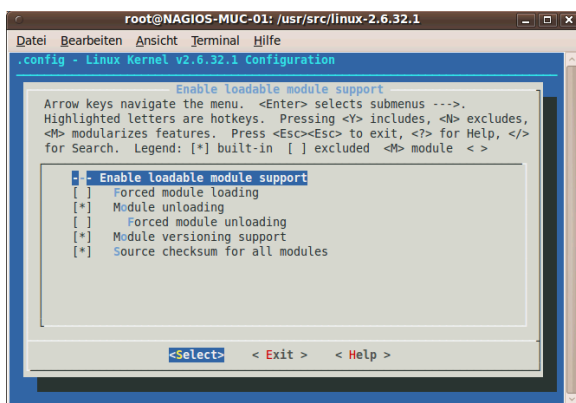 root@NAGIOS-MUC-01: /usr/src/linux-2.6.32.1
Datei Bearbeiten Ansicht Terminal Hilfe
.config - Linux Kernel v2.6.32.1 Configuration
Enable loadable module support
Arrow keys navigate the menu. <Enter> selects submenus --->.
Highlighted letters are hotkeys. Pressing <Y> includes, <N> excludes,
<M> modularizes features. Press <Esc><Esc> to exit, <?> for Help, </>
for Search. Legend: [*] built-in [ ] excluded <M> module < >
--- Enable loadable module support
[ ] Forced module loading
[*] Module unloading
[ ] Forced module unloading
[*] Module versioning support
[*] Source checksum for all modules
<Select> < Exit > < Help >